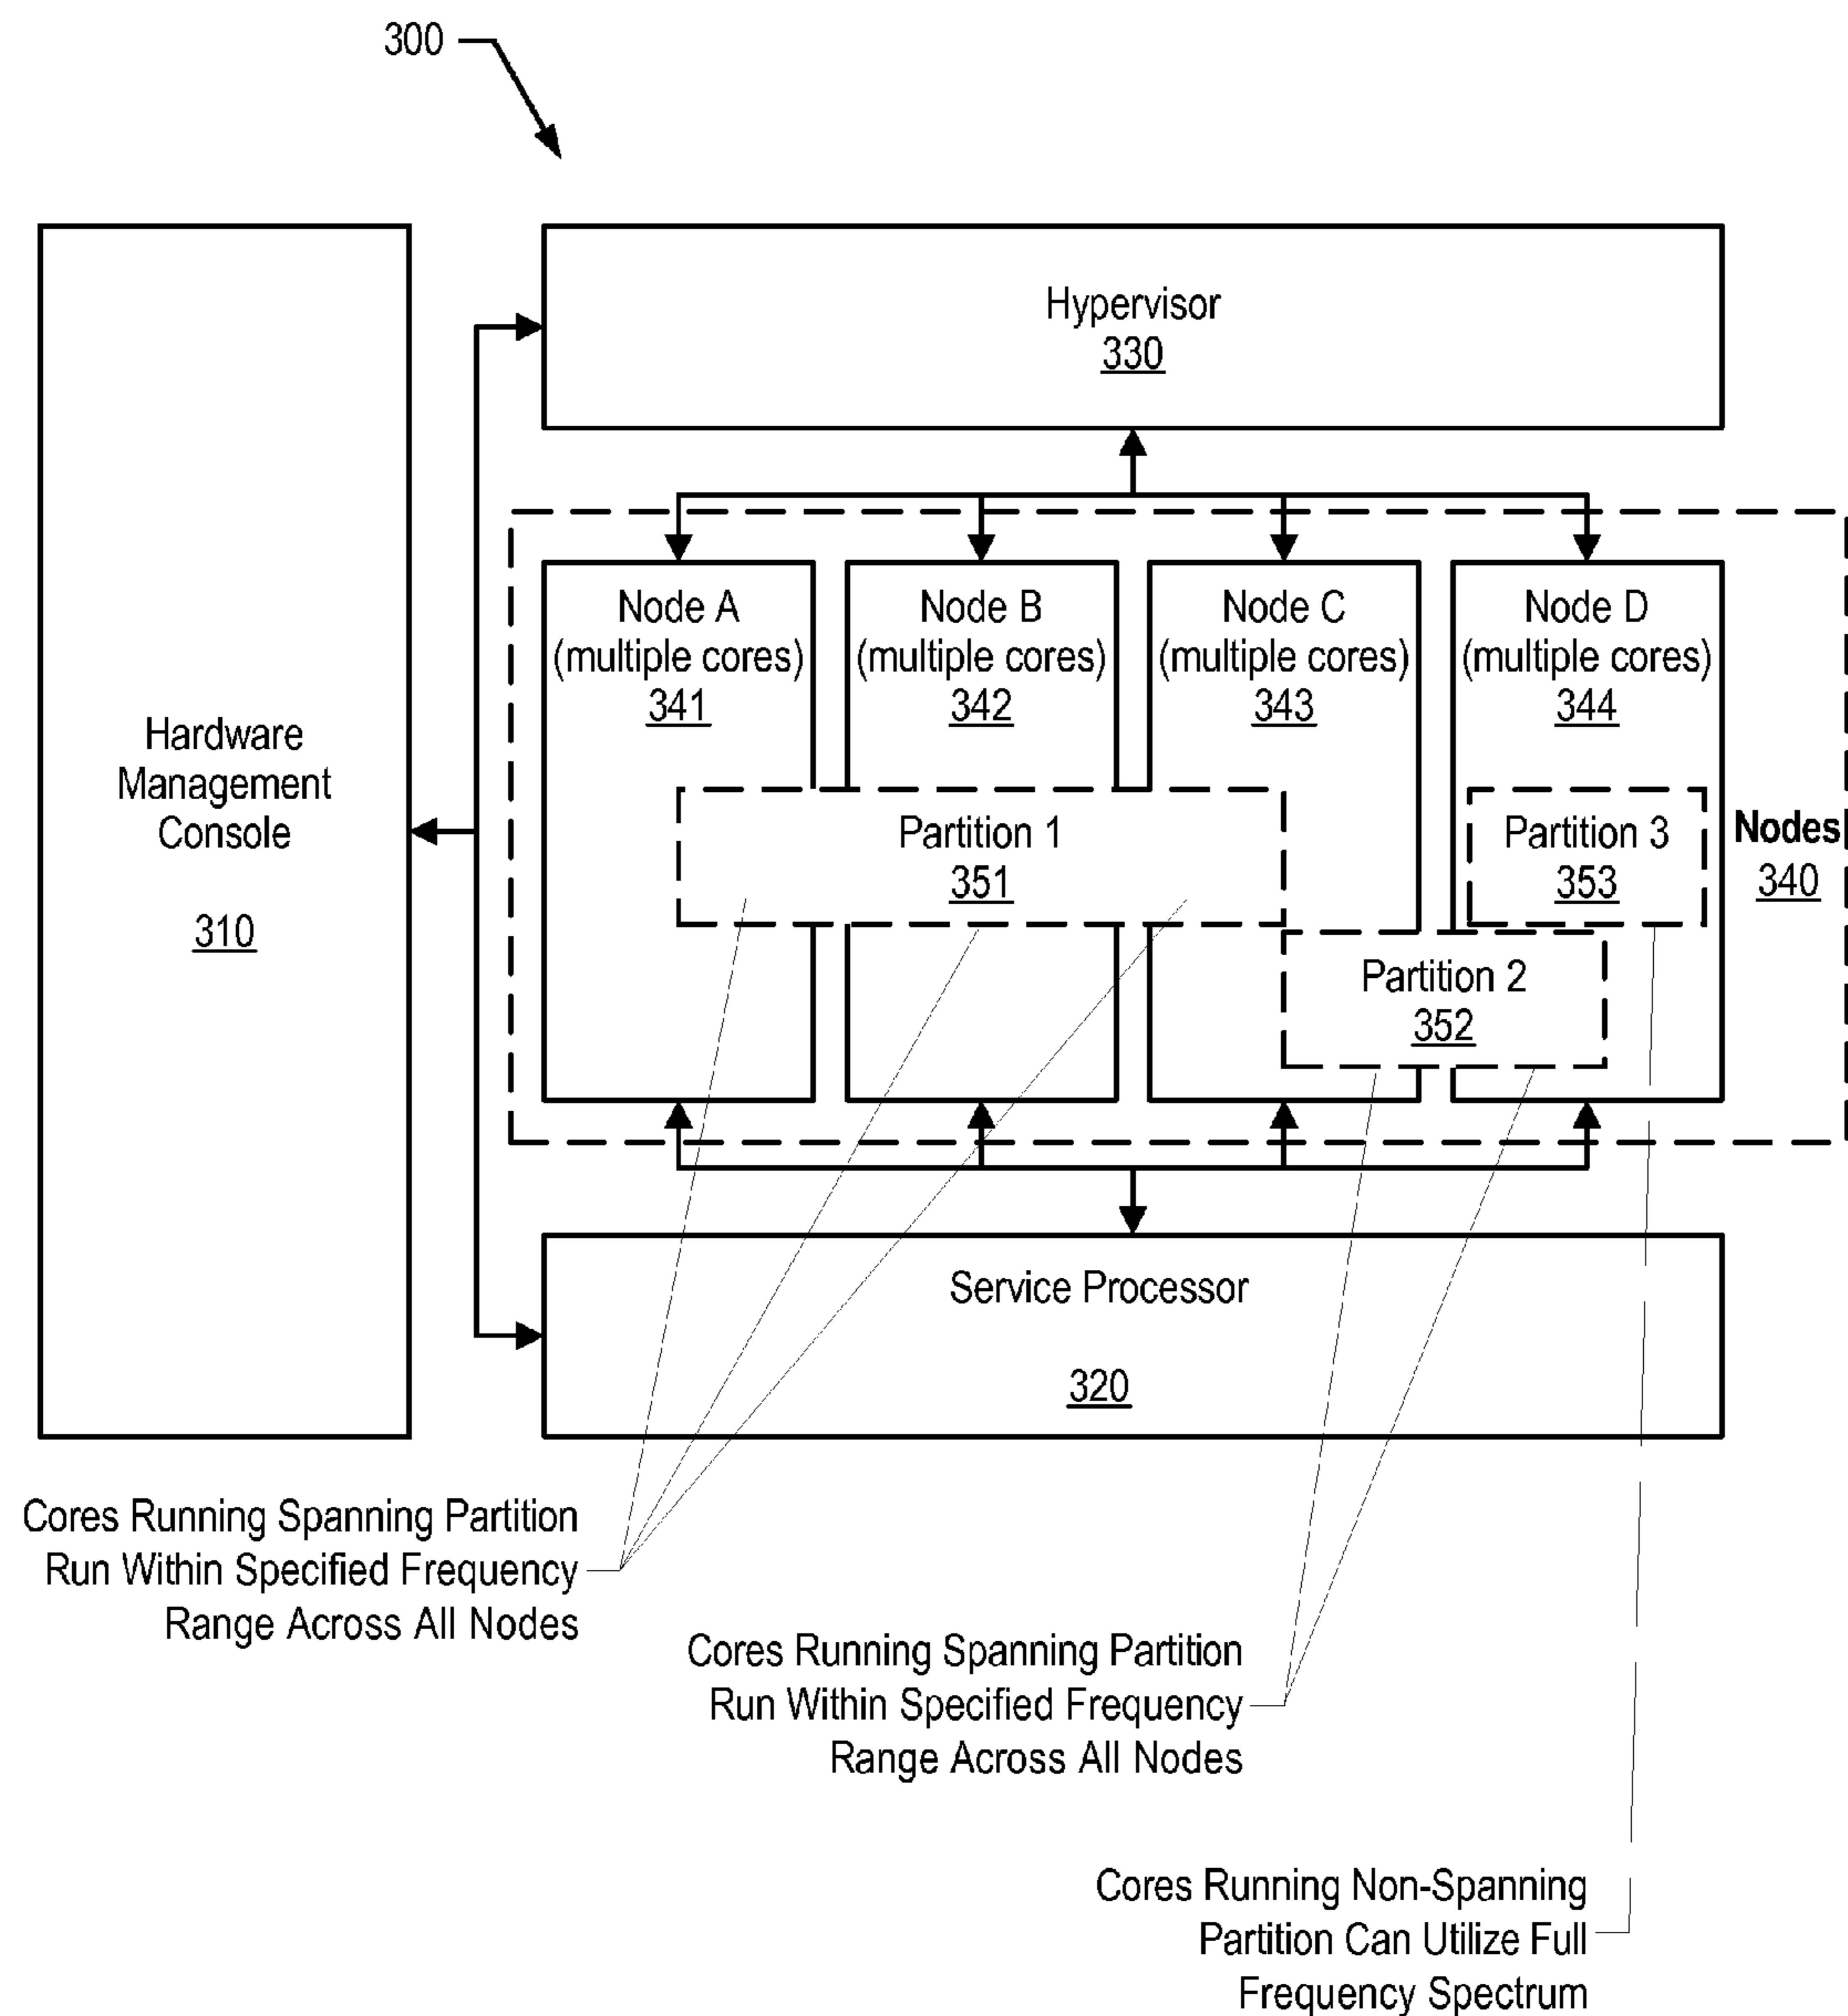 300
Hypervisor
330
Node A
(multiple cores)
341
Node B
(multiple cores)
342
Node C
(multiple cores)
343
Node D
(multiple cores)
344
Hardware
Management
Console
310
Partition 1
351
Partition 3
353
Nodes
340
Partition 2
352
Service Processor
320
Cores Running Spanning Partition
Run Within Specified Frequency
Range Across All Nodes
Cores Running Spanning Partition
Run Within Specified Frequency
Range Across All Nodes
Cores Running Non-Spanning
Partition Can Utilize Full
Frequency Spectrum